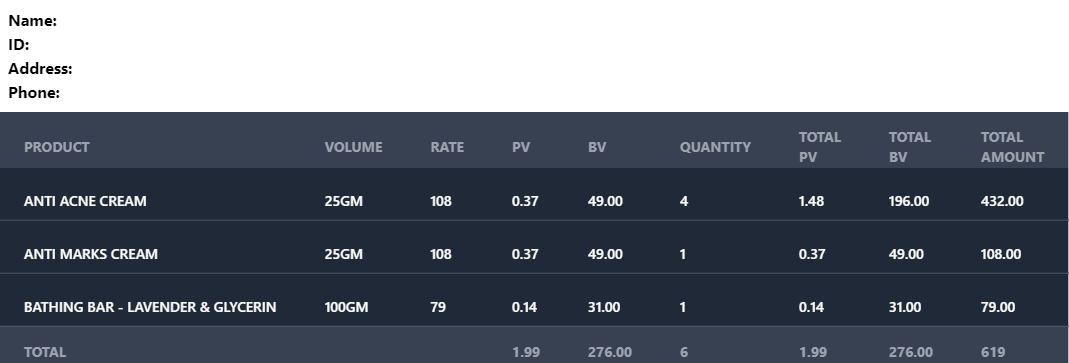 Name:
ID:
Address:
Phone:
PRODUCT VOLUME RATE PV BV QUANTITY TOTAL PV TOTAL BV TOTAL AMOUNT
ANTI ACNE CREAM 25GM 108 0.37 49.00 4 1.48 196.00 432.00
ANTI MARKS CREAM 25GM 108 0.37 49.00 1 0.37 49.00 108.00
BATHING BAR - LAVENDER & GLYCERIN 100GM 79 0.14 31.00 1 0.14 31.00 79.00
TOTAL 1.99 276.00 6 1.99 276.00 619